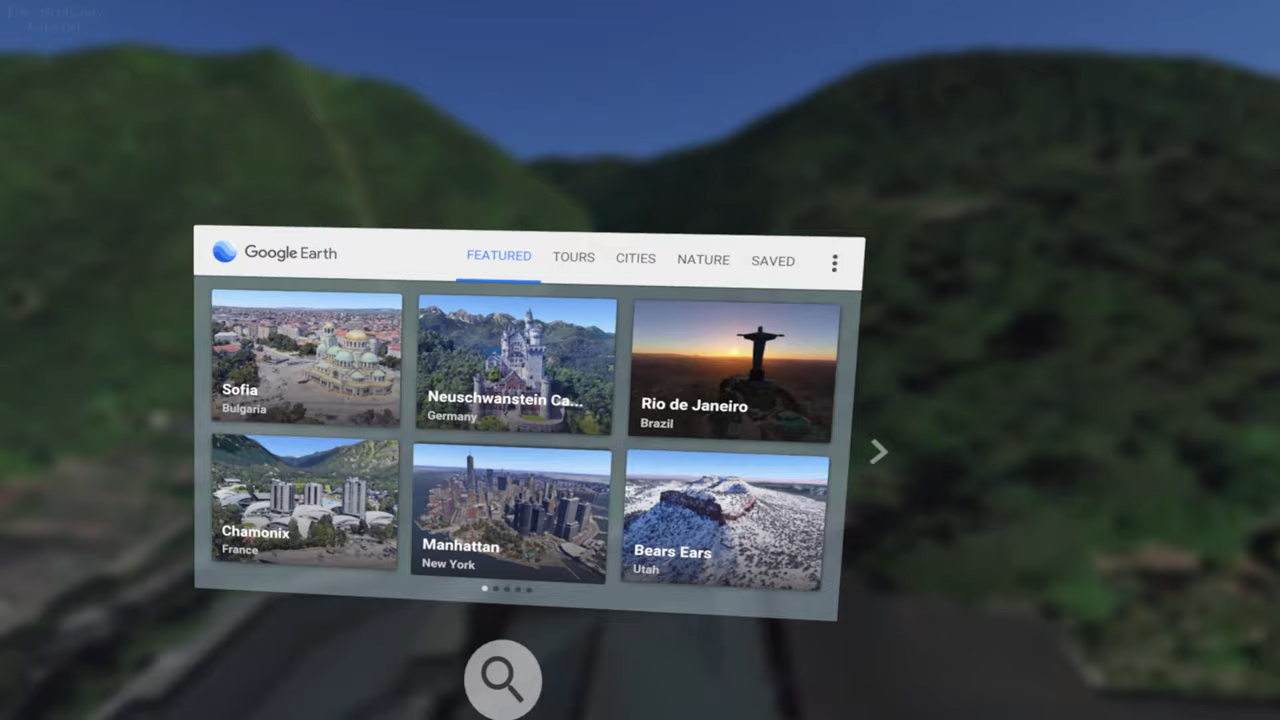 Google Earth
FEATURED
TOURS
CITIES
NATURE
SAVED
Sofia
Bulgaria
Neuschwanstein Ca...
Germany
Rio de Janeiro
Brazil
Chamonix
France
Manhattan
New York
Bears Ears
Utah